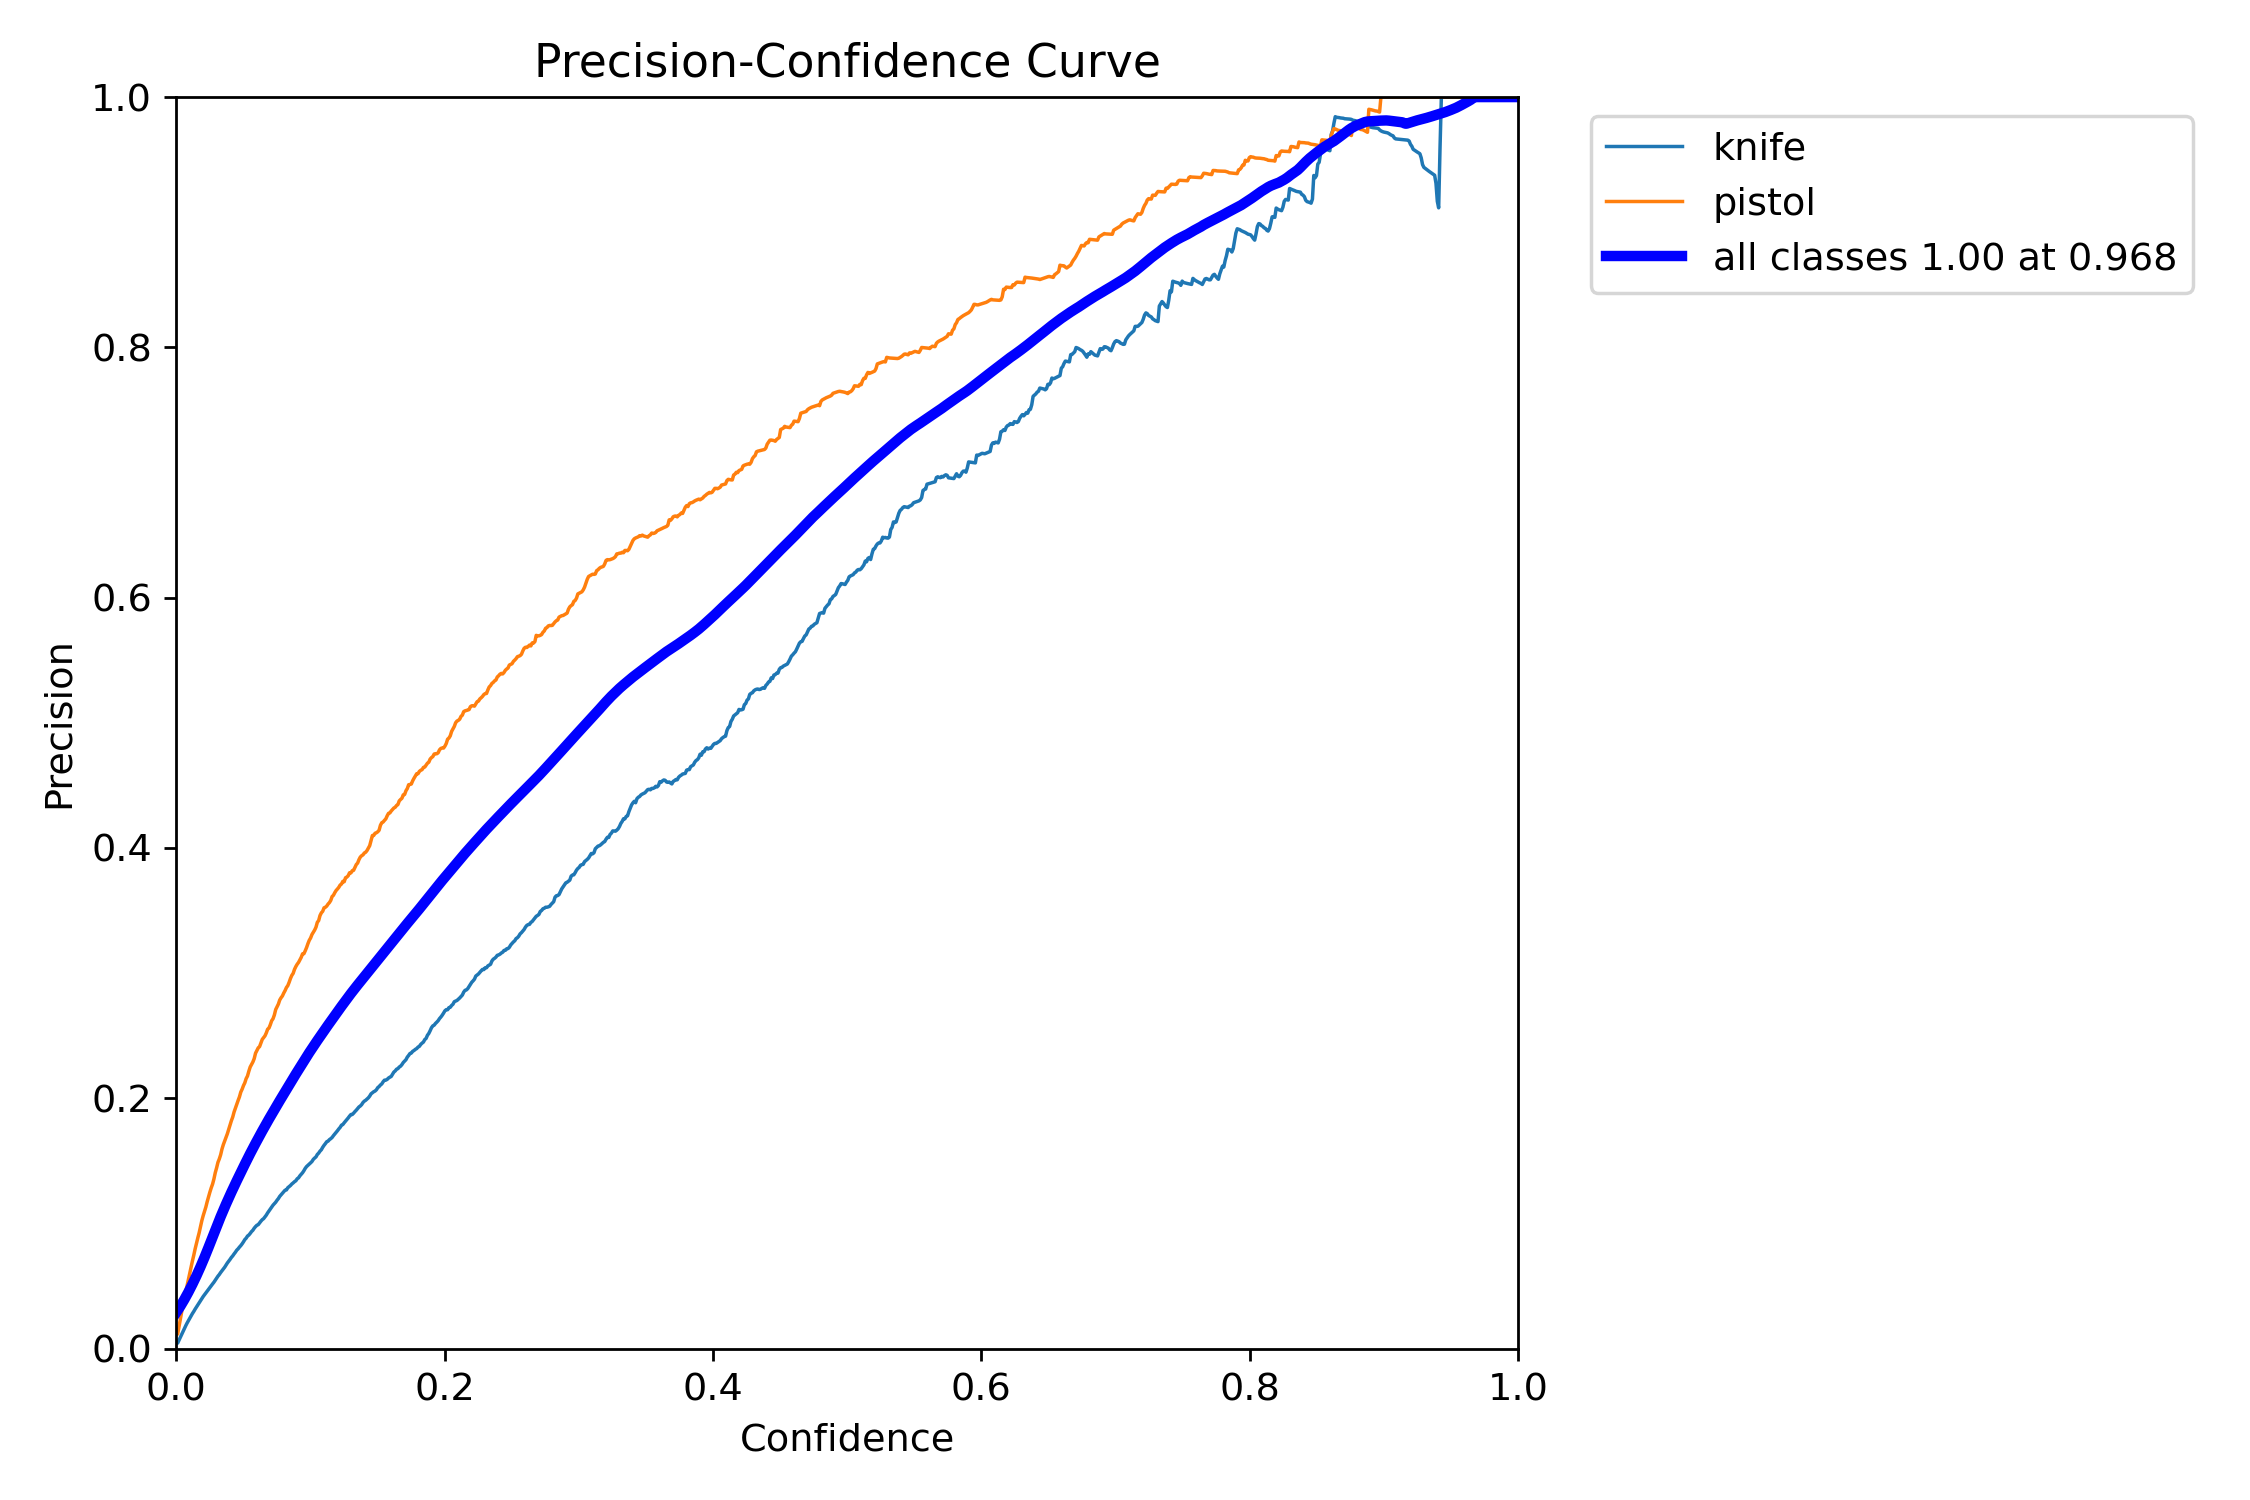 Precision-Confidence Curve
1.0
0.8
0.6
0.4
0.2
0.0
Precision
0.0 0.2 0.4 0.6 0.8 1.0
Confidence
knife
pistol
all classes 1.00 at 0.968